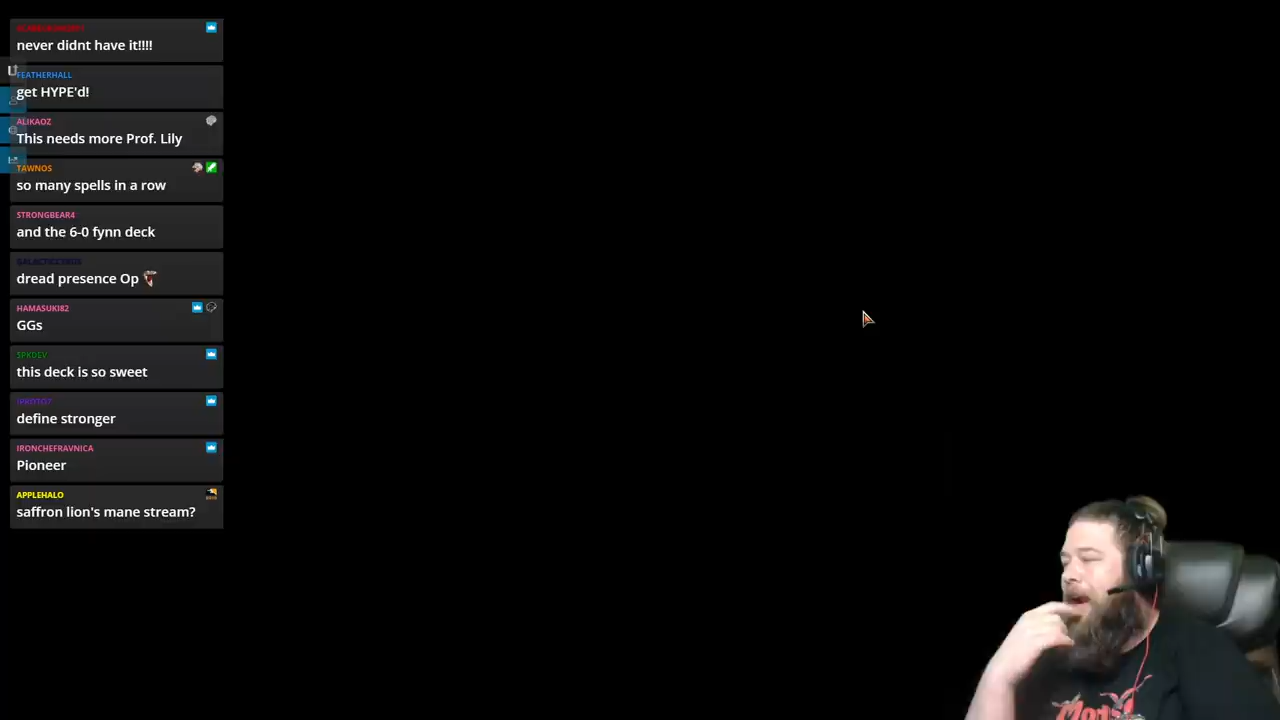 never didnt have it!!!!
FEATHERHALL
get HYPE'd!
ALIKAOZ
This needs more Prof. Lily
TAWNOS
so many spells in a row
STRONGBEAR4
and the 6-0 fynn deck
dread presence Op
HAMASUKI82
GGs
SPKDSV
this deck is so sweet
define stronger
IRONCHEFRAVNICA
Pioneer
APPLEHALO
saffron lion's mane stream?